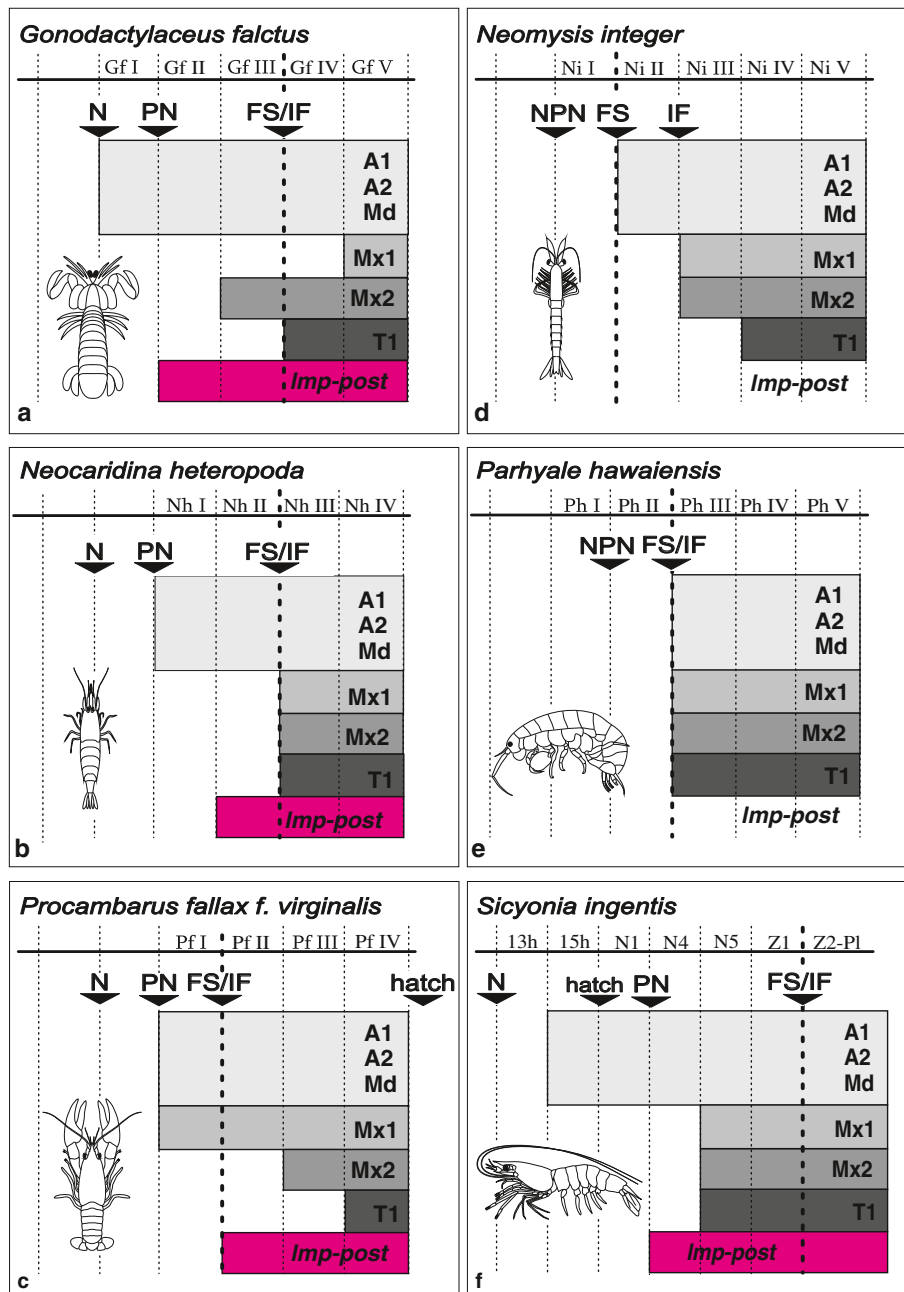 Gonodactylaceus falctus
Gf I Gf II Gf III Gf IV Gf V
N PN FS/IF
A1
A2
Md
Mx1
Mx2
T1
Imp-post
a
Neomysis integer
Ni I Ni II Ni III Ni IV Ni V
NPN FS IF
A1
A2
Md
Mx1
Mx2
T1
Imp-post
d
Neocaridina heteropoda
Nh I Nh II Nh III Nh IV
N PN FS/IF
A1
A2
Md
Mx1
Mx2
T1
Imp-post
b
Parhyale hawaiensis
Ph I Ph II Ph III Ph IV Ph V
NPN FS/IF
A1
A2
Md
Mx1
Mx2
T1
Imp-post
e
Procambarus fallax f. virginalis
Pf I Pf II Pf III Pf IV
N PN FS/IF hatch
A1
A2
Md
Mx1
Mx2
T1
Imp-post
c
Sicyonia ingentis
13h 15h N1 N4 N5 Z1 Z2-Pl
N hatch PN FS/IF
A1
A2
Md
Mx1
Mx2
T1
Imp-post
f